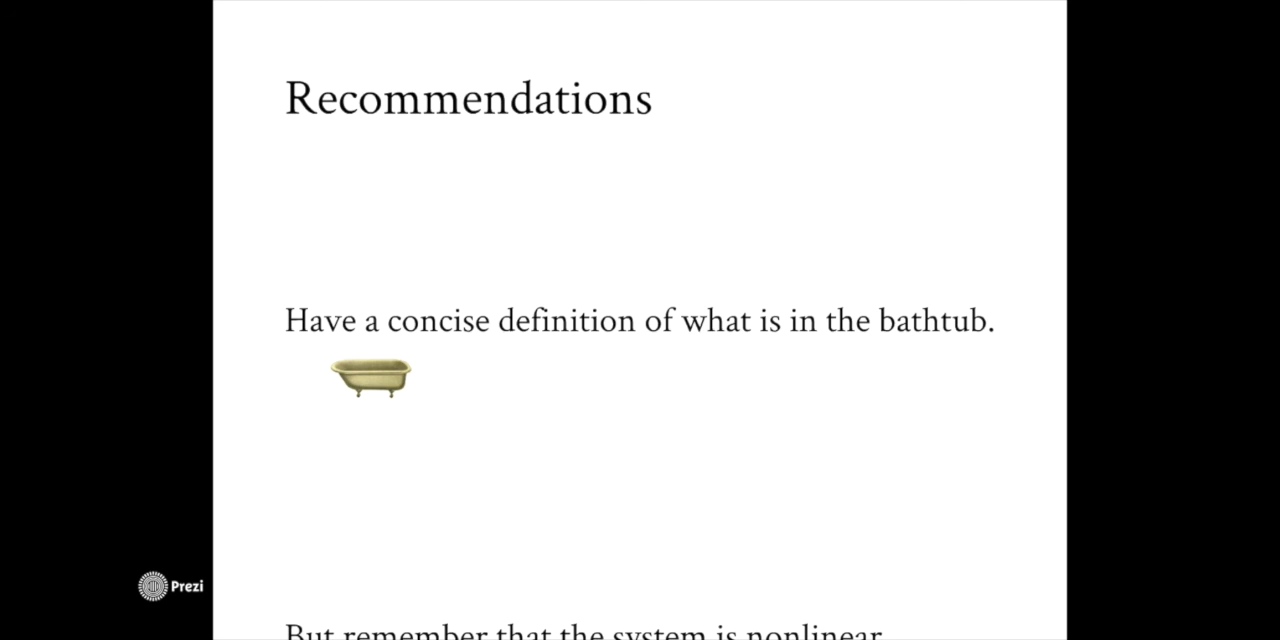 Recommendations
Have a concise definition of what is in the bathtub.
Prezi
But remember that the system is nonlinear